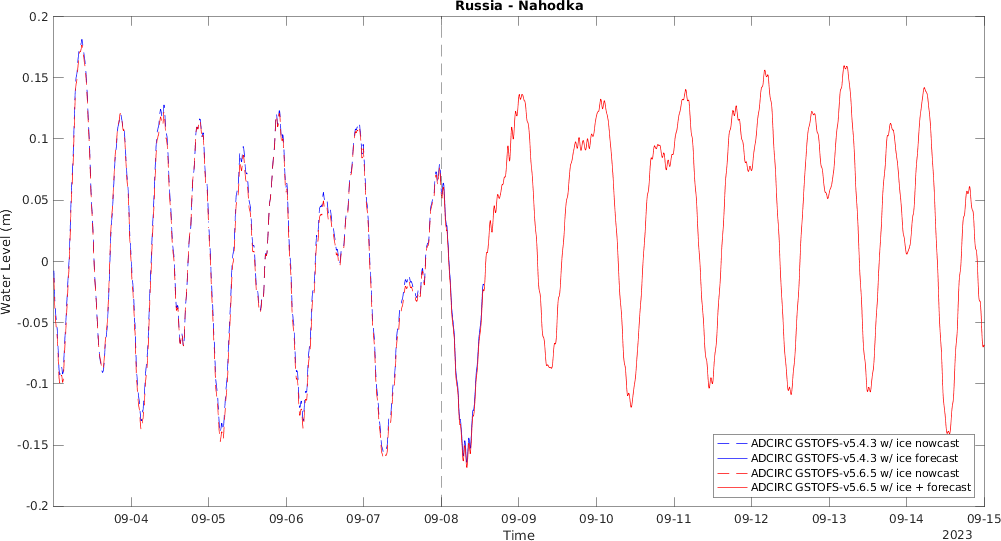 Russia - Nahodka
0.2
0.15
0.1
0.05
0
-0.05
-0.1
-0.15
-0.2
Water Level (m)
09-04 09-05 09-06 09-07 09-08 09-09 09-10 09-11 09-12 09-13 09-14 09-15
Time
2023
ADCIRC GSTOFS-v5.4.3 w/ ice nowcast
ADCIRC GSTOFS-v5.4.3 w/ ice forecast
ADCIRC GSTOFS-v5.6.5 w/ ice nowcast
ADCIRC GSTOFS-v5.6.5 w/ ice + forecast